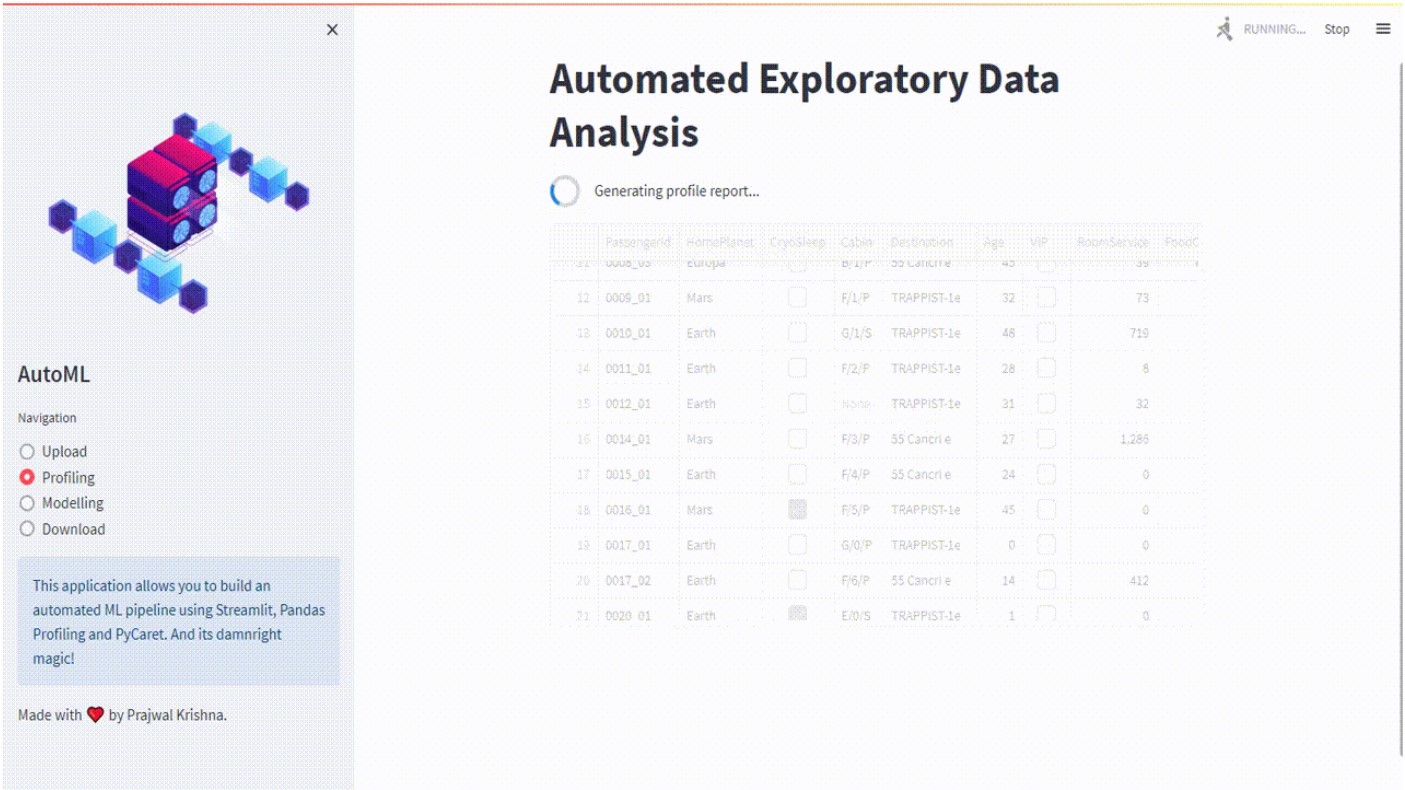 RUNNING...
Stop
Automated Exploratory Data
Analysis
Generating profile report...
PassengerId HomePlanet CryoSleep Cabin Destination Age VIP RoomService
0008_03 Europa B/1/P 55 Cancri e 45 39
12 0009_01 Mars F/1/P TRAPPIST-1e 32 73
13 0010_01 Earth G/1/S TRAPPIST-1e 48 719
14 0011_01 Earth F/2/P TRAPPIST-1e 28 8
15 0012_01 Earth None TRAPPIST-1e 31 32
16 0014_01 Mars F/3/P 55 Cancri e 27 1,286
17 0015_01 Earth F/4/P 55 Cancri e 24 0
18 0016_01 Mars F/5/P TRAPPIST-1e 45 0
19 0017_01 Earth G/0/P TRAPPIST-1e 0 0
20 0017_02 Earth F/6/P 55 Cancri e 14 412
21 0020_01 Earth E/0/S TRAPPIST-1e 1 0
AutoML
Navigation
Upload
Profiling
Modelling
Download
This application allows you to build an
automated ML pipeline using Streamlit, Pandas
Profiling and PyCaret. And its damnright
magic!
Made with ❤ by Prajwal Krishna.